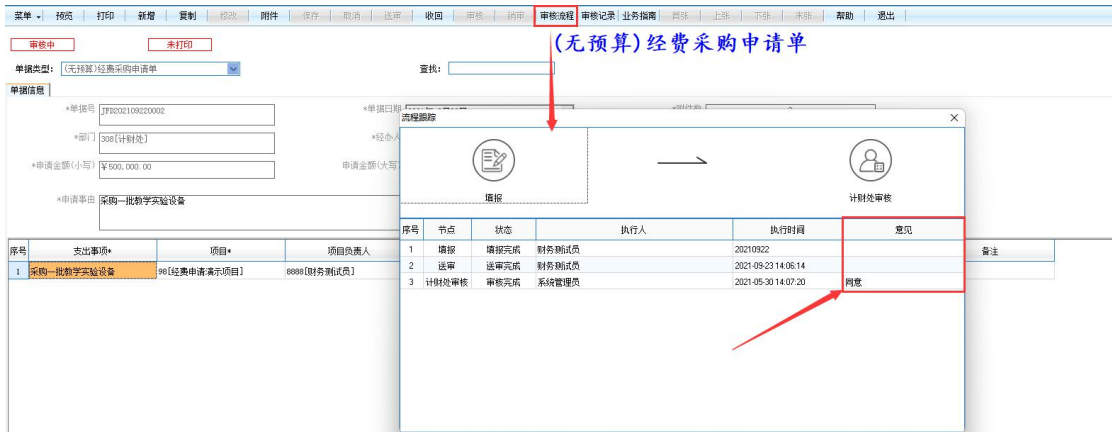 菜单 预览 打印 新增 复制 修改 附件 保存 取消 送审 收回 审核 销审 审核流程 审核记录 业务指南 首张 上张 下张 末张 帮助 退出
审核中 未打印 (无预算)经费采购申请单
单据类型: (无预算)经费采购申请单 查找:
单据信息
*单据号 JFD202109220002 *单据日期
*部门 308[计财处] *经办人
*申请金额(小写) ¥500,000.00 申请金额(大写)
*申请事由 采购一批教学实验设备
序号 支出事项* 项目* 项目负责人 备注
1 采购一批教学实验设备 98[经费申请演示项目] 8888[财务测试员]
流程跟踪
填报 计财处审核
序号 节点 状态 执行人 执行时间 意见
1 填报 填报完成 财务测试员 20210922
2 送审 送审完成 财务测试员 2021-09-23 14:06:14
3 计财处审核 审核完成 系统管理员 2021-05-30 14:07:20 同意